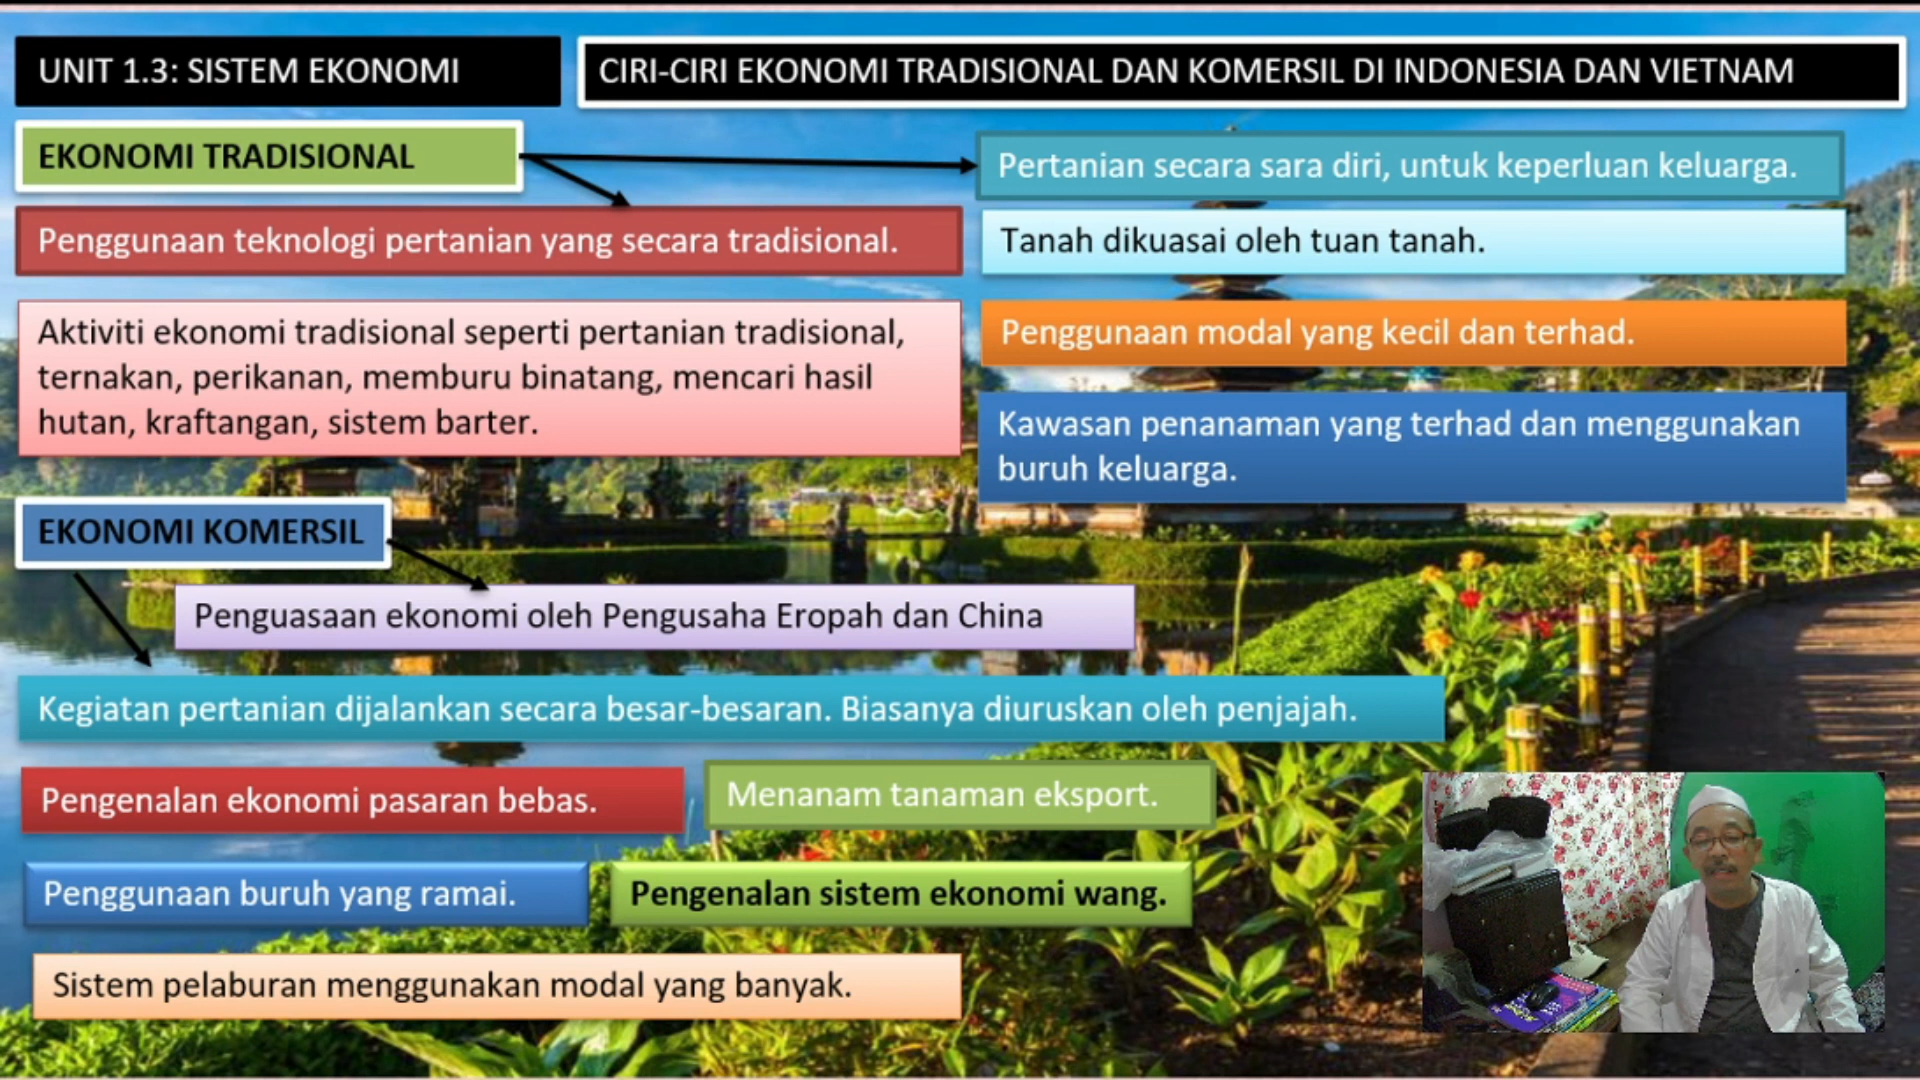 UNIT 1.3: SISTEM EKONOMI
CIRI-CIRI EKONOMI TRADISIONAL DAN KOMERSIL DI INDONESIA DAN VIETNAM
EKONOMI TRADISIONAL
Pertanian secara sara diri, untuk keperluan keluarga.
Penggunaan teknologi pertanian yang secara tradisional.
Tanah dikuasai oleh tuan tanah.
Aktiviti ekonomi tradisional seperti pertanian tradisional,
ternakan, perikanan, memburu binatang, mencari hasil
hutan, kraftangan, sistem barter.
Penggunaan modal yang kecil dan terhad.
Kawasan penanaman yang terhad dan menggunakan
buruh keluarga.
EKONOMI KOMERSIL
Penguasaan ekonomi oleh Pengusaha Eropah dan China
Kegiatan pertanian dijalankan secara besar-besaran. Biasanya diuruskan oleh penjajah.
Pengenalan ekonomi pasaran bebas.
Menanam tanaman eksport.
Penggunaan buruh yang ramai.
Pengenalan sistem ekonomi wang.
Sistem pelaburan menggunakan modal yang banyak.